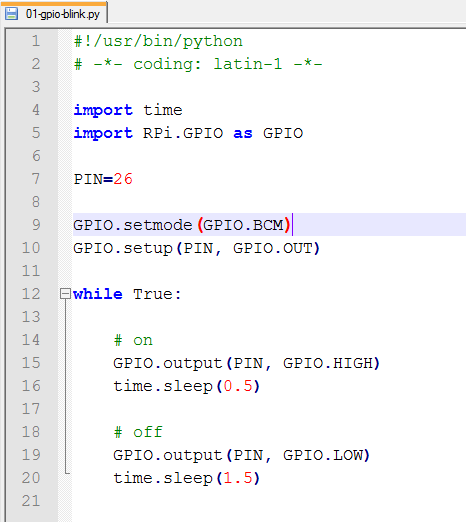 01-gpio-blink.py
1 #!/usr/bin/python
2 # -*- coding: latin-1 -*-
3
4 import time
5 import RPi.GPIO as GPIO
6
7 PIN=26
8
9 GPIO.setmode(GPIO.BCM)
10 GPIO.setup(PIN, GPIO.OUT)
11
12 while True:
13
14     # on
15     GPIO.output(PIN, GPIO.HIGH)
16     time.sleep(0.5)
17
18     # off
19     GPIO.output(PIN, GPIO.LOW)
20     time.sleep(1.5)
21